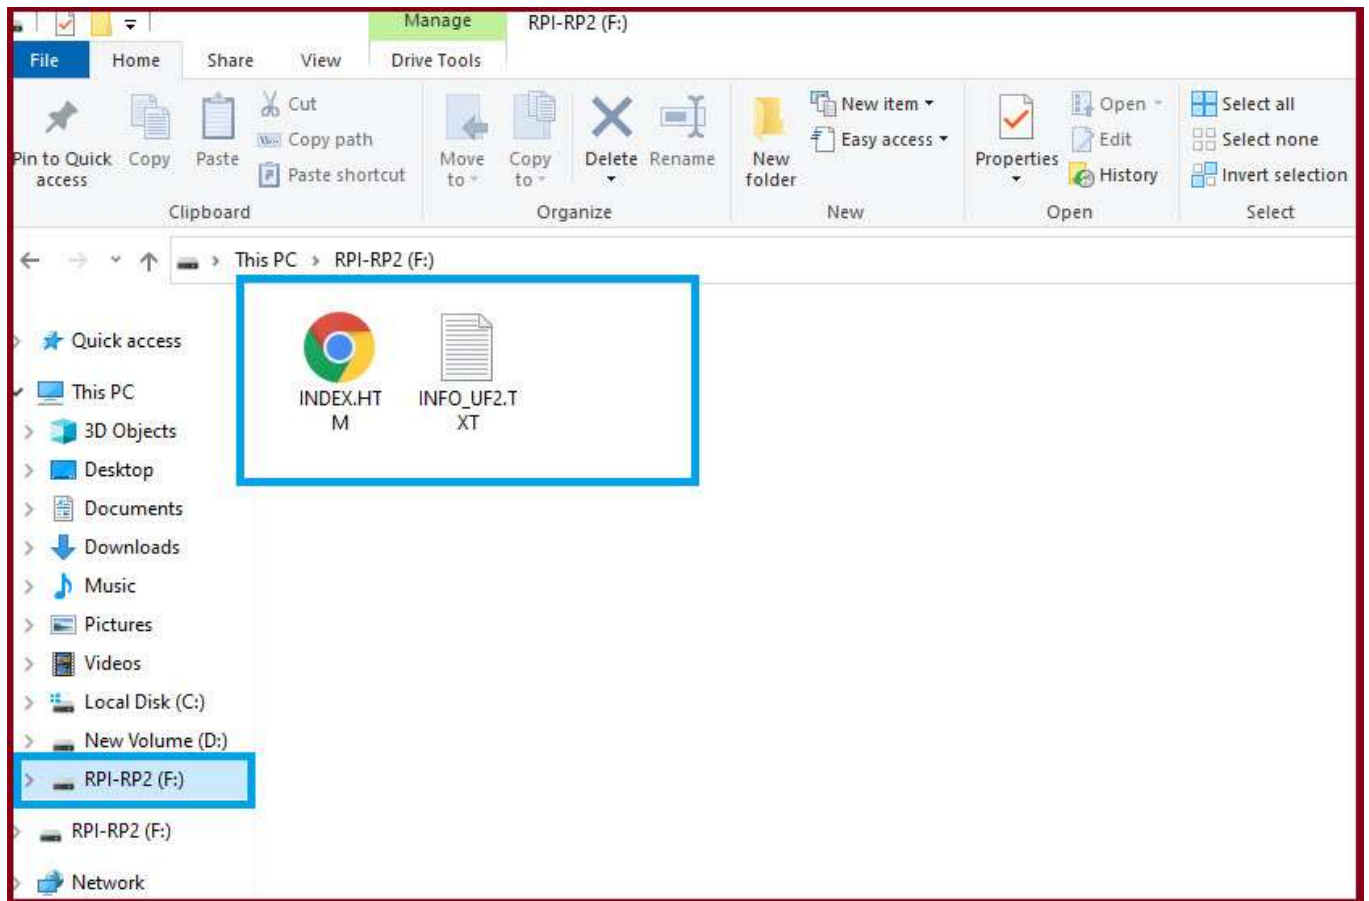 Manage RPI-RP2 (F:)
File Home Share View Drive Tools
Pin to Quick access
Copy
Paste
Cut
Copy path
Paste shortcut
Clipboard
Move to
Copy to
Delete
Rename
Organize
New folder
New item
Easy access
New
Properties
Open
Edit
History
Open
Select all
Select none
Invert selection
Select
This PC RPI-RP2 (F:)
Quick access
This PC
3D Objects
Desktop
Documents
Downloads
Music
Pictures
Videos
Local Disk (C:)
New Volume (D:)
RPI-RP2 (F:)
RPI-RP2 (F:)
Network
INDEX.HT
M
INFO_UF2.T
XT